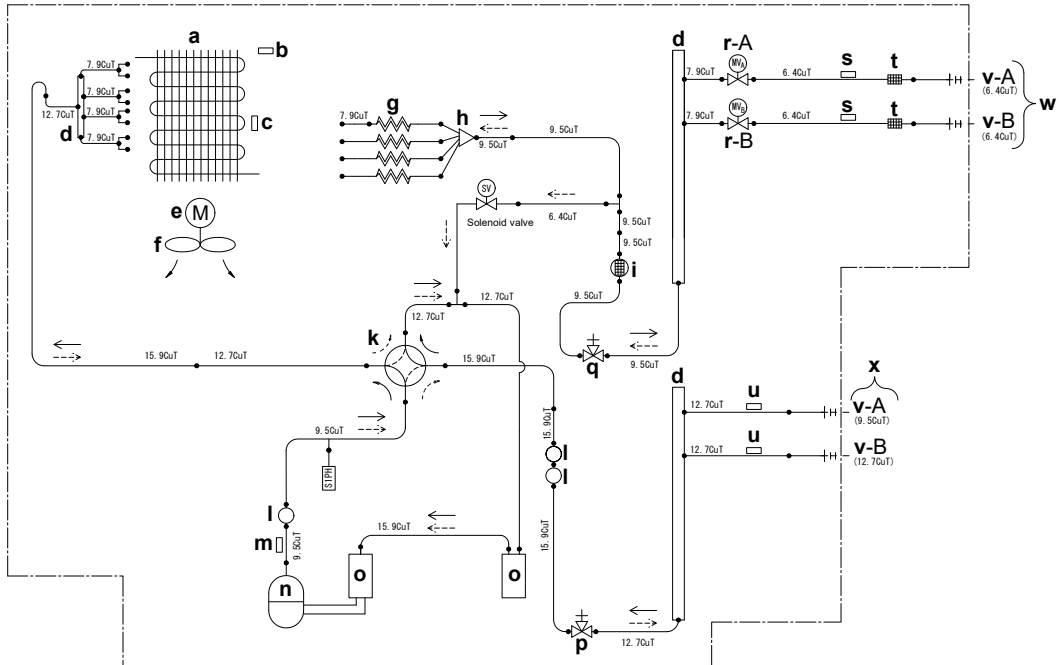 a
b
c
d
e
M
f
7.9CuT
7.9CuT
7.9CuT
7.9CuT
12.7CuT
g
h
7.9CuT
9.5CuT
9.5CuT
SV
Solenoid valve
6.4CuT
9.5CuT
9.5CuT
i
9.5CuT
q
9.5CuT
d
r-A
MVA
7.9CuT
6.4CuT
s
t
v-A
(6.4CuT)
w
MVB
7.9CuT
r-B
6.4CuT
s
t
v-B
(6.4CuT)
k
12.7CuT
12.7CuT
15.9CuT
12.7CuT
15.9CuT
9.5CuT
S1PH
l
m
9.5CuT
n
o
15.9CuT
o
15.9CuT
l
l
15.9CuT
p
12.7CuT
d
12.7CuT
u
x
v-A
(9.5CuT)
12.7CuT
u
v-B
(12.7CuT)